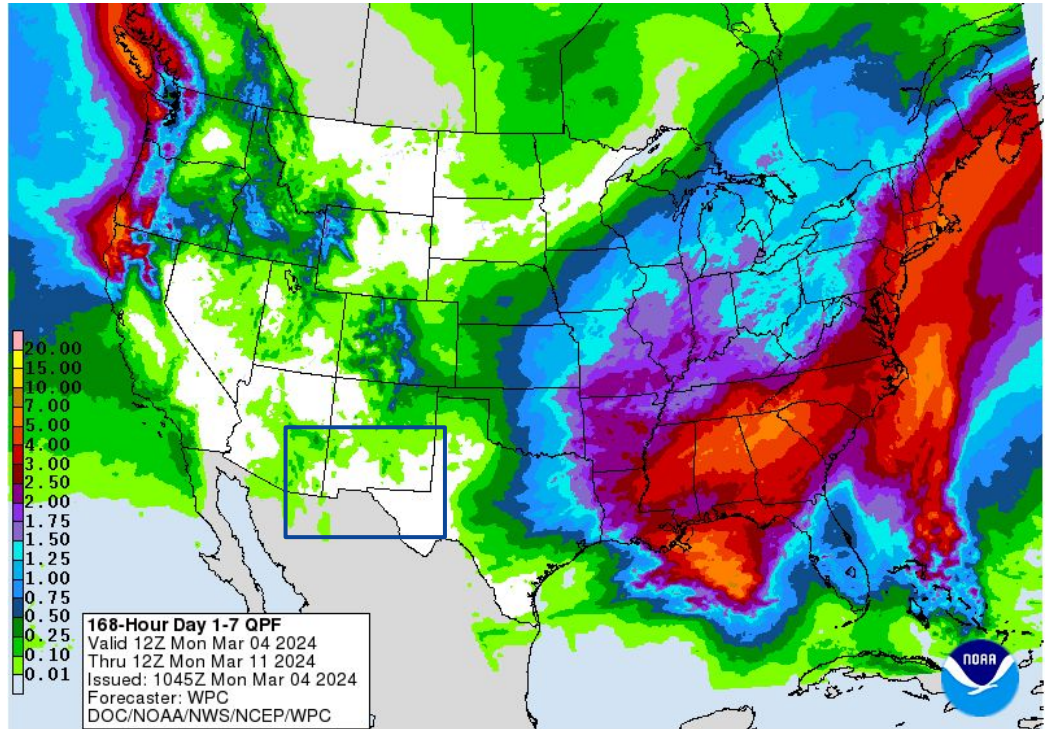 20.00
15.00
10.00
7.00
5.00
4.00
3.00
2.50
2.00
1.75
1.50
1.25
1.00
0.75
0.50
0.25
0.10
0.01
168-Hour Day 1-7 QPF
Valid 12Z Mon Mar 04 2024
Thru 12Z Mon Mar 11 2024
Issued: 1045Z Mon Mar 04 2024
Forecaster: WPC
DOC/NOAA/NWS/NCEP/WPC
NOAA